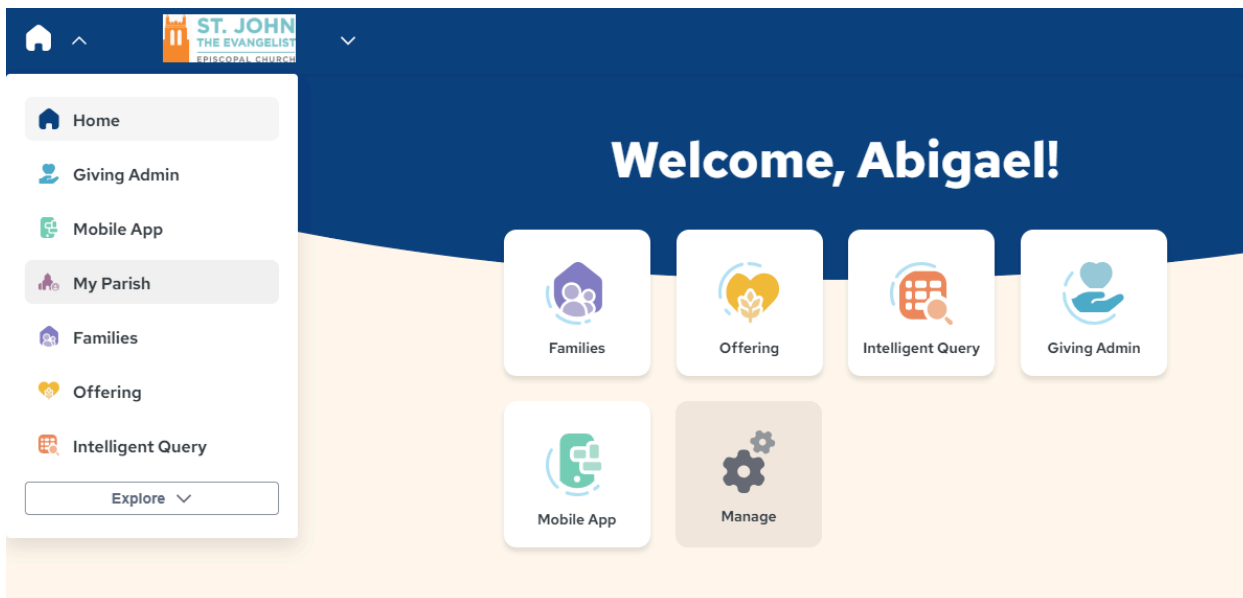 ST. JOHN
THE EVANGELIST
EPISCOPAL CHURCH
Home
Giving Admin
Mobile App
My Parish
Families
Offering
Intelligent Query
Explore
Welcome, Abigael!
Families
Offering
Intelligent Query
Giving Admin
Mobile App
Manage